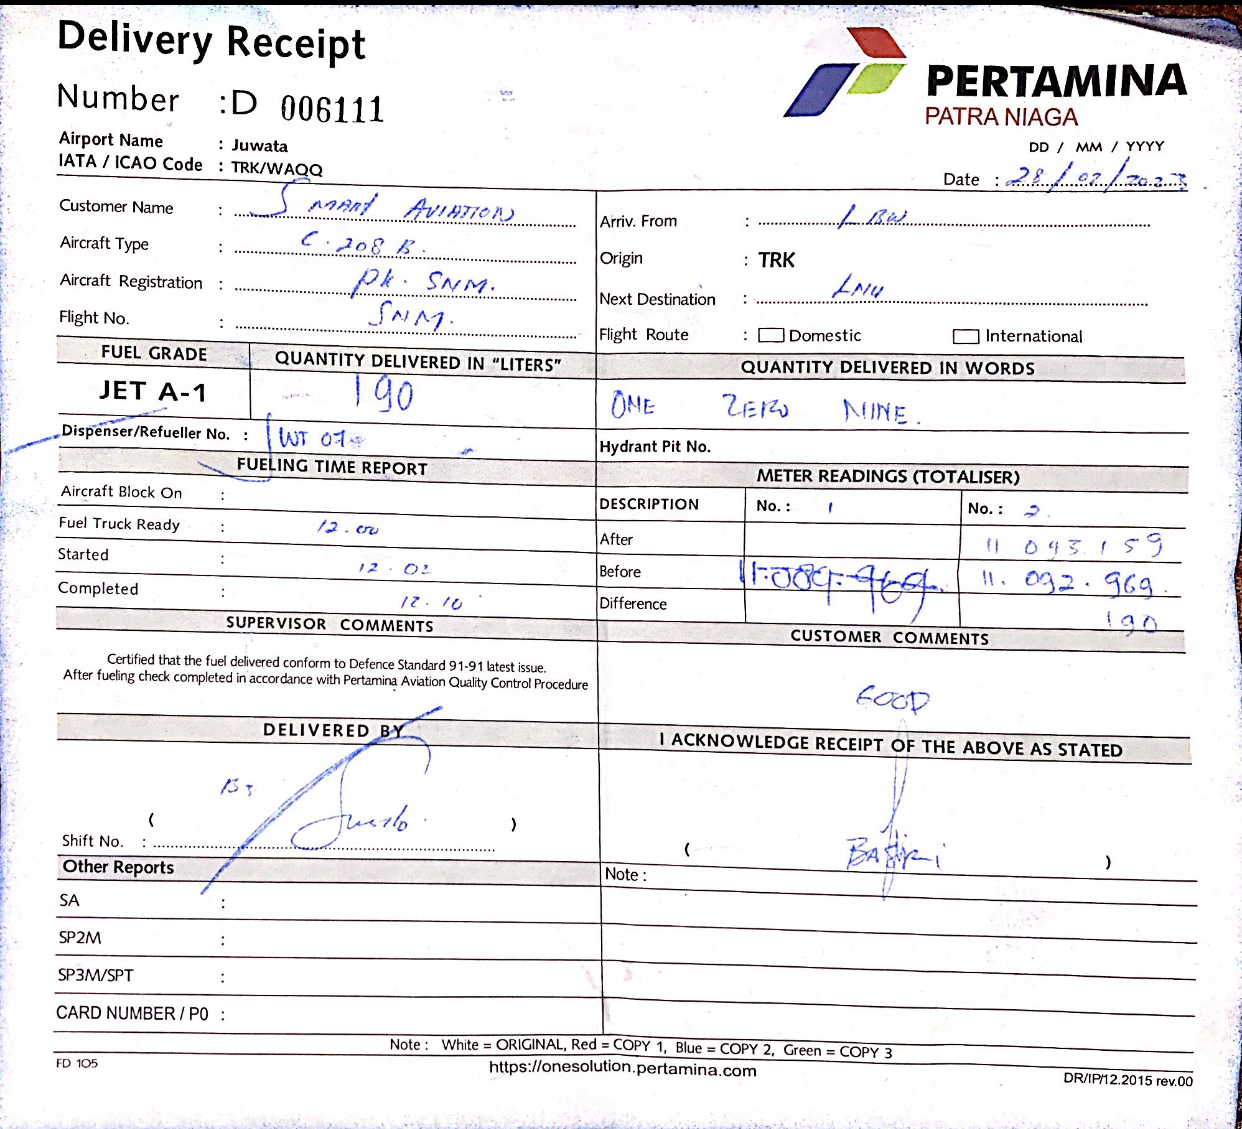 Delivery Receipt
Number : D 006111
PERTAMINA
PATRA NIAGA
Airport Name : Juwata
IATA / ICAO Code : TRK/WAQQ
DD / MM / YYYY
Date : 28/02/2023
Customer Name : SMART AVIATION
Aircraft Type : C.208 B.
Aircraft Registration : PK. SNM.
Flight No. : SNM.
Arriv. From : LBW
Origin : TRK
Next Destination : LNU
Flight Route : Domestic International
FUEL GRADE QUANTITY DELIVERED IN "LITERS" QUANTITY DELIVERED IN WORDS
JET A-1 190 ONE ZERO NINE.
Dispenser/Refueller No. : WT 07
Hydrant Pit No.
FUELING TIME REPORT
Aircraft Block On :
Fuel Truck Ready : 12.00
Started : 12.02
Completed : 12.10
METER READINGS (TOTALISER)
DESCRIPTION No. : 1 No. : 2.
After 11 093.159
Before 11.089.969. 11.092.969.
Difference 190
SUPERVISOR COMMENTS
Certified that the fuel delivered conform to Defence Standard 91-91 latest issue.
After fueling check completed in accordance with Pertamina Aviation Quality Control Procedure
CUSTOMER COMMENTS
GOOD
DELIVERED BY
( )
Shift No. :
I ACKNOWLEDGE RECEIPT OF THE ABOVE AS STATED
( )
Other Reports
SA :
SP2M :
SP3M/SPT :
CARD NUMBER / P0 :
Note :
Note : White = ORIGINAL, Red = COPY 1, Blue = COPY 2, Green = COPY 3
FD 105
https://onesolution.pertamina.com
DR/IP/12.2015 rev.00